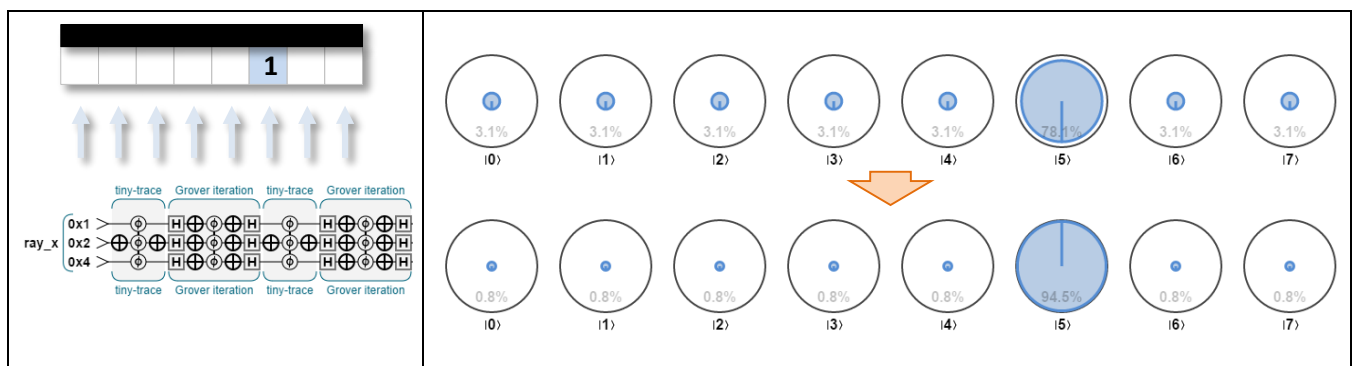 1
tiny-trace Grover iteration tiny-trace Grover iteration
0x1 ϕ H ϕ H ϕ H ϕ H
ray_x 0x2 ϕ H ϕ H ϕ H ϕ H
0x4 ϕ H ϕ H ϕ H ϕ H
tiny-trace Grover iteration tiny-trace Grover iteration
3.1% 3.1% 3.1% 3.1% 3.1% 78.1% 3.1% 3.1%
|0⟩ |1⟩ |2⟩ |3⟩ |4⟩ |5⟩ |6⟩ |7⟩
0.8% 0.8% 0.8% 0.8% 0.8% 94.5% 0.8% 0.8%
|0⟩ |1⟩ |2⟩ |3⟩ |4⟩ |5⟩ |6⟩ |7⟩